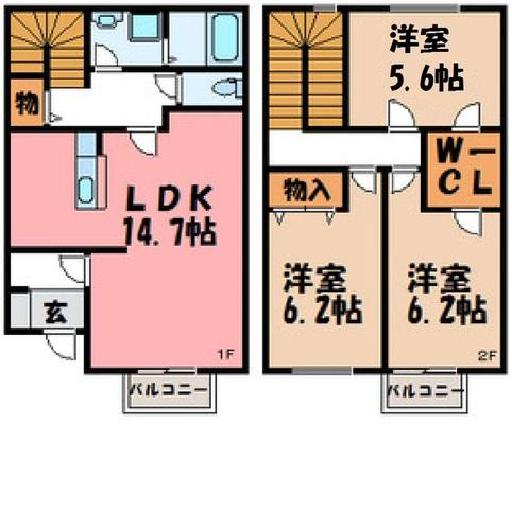 物
LDK
14.7帖
玄
1F
バルコニー
洋室
5.6帖
W-
CL
物入
洋室
6.2帖
洋室
6.2帖
2F
バルコニー